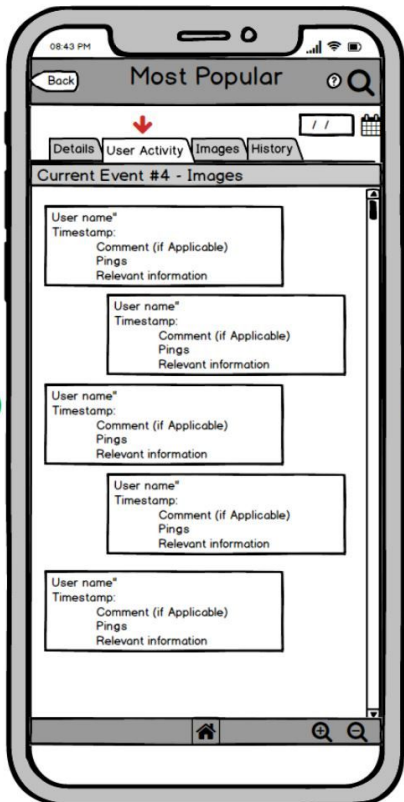 08:43 PM
Back
Most Popular
?
/ /
Details User Activity Images History
Current Event #4 - Images
User name"
Timestamp:
Comment (if Applicable)
Pings
Relevant information
User name"
Timestamp:
Comment (if Applicable)
Pings
Relevant information
User name"
Timestamp:
Comment (if Applicable)
Pings
Relevant information
User name"
Timestamp:
Comment (if Applicable)
Pings
Relevant information
User name"
Timestamp:
Comment (if Applicable)
Pings
Relevant information